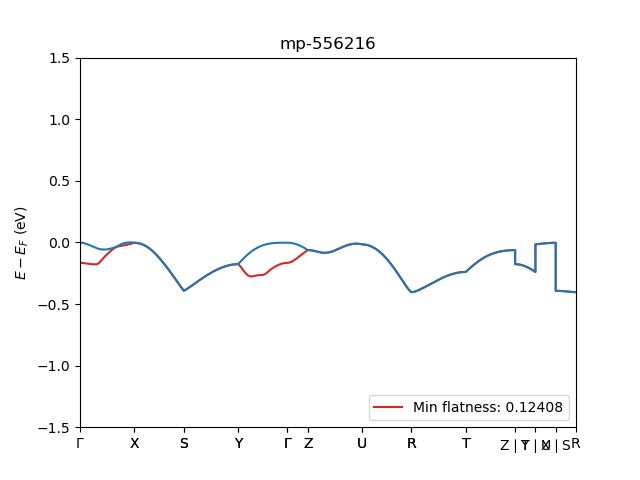 mp-556216
E − E_F (eV)
1.5
1.0
0.5
0.0
−0.5
−1.0
−1.5
Min flatness: 0.12408
Γ X S Y Γ Z U R T Z | Y | S R